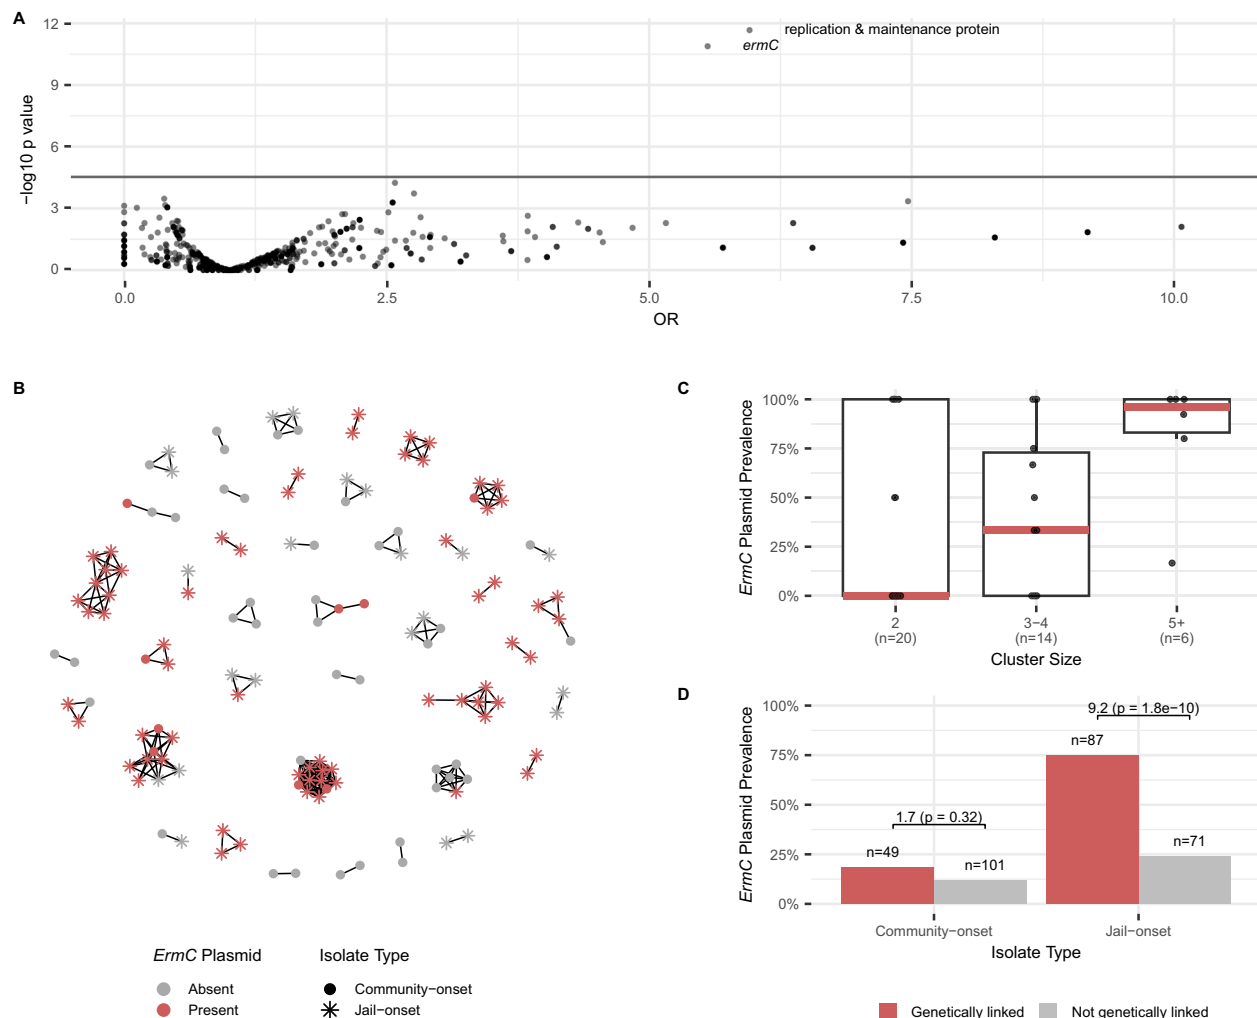 A
12
9
6
3
0
−log10 p value
replication & maintenance protein
ermC
0.0
2.5
5.0
7.5
10.0
OR
B
ErmC Plasmid
Absent
Present
Isolate Type
Community−onset
Jail−onset
C
ErmC Plasmid Prevalence
100%
75%
50%
25%
0%
2
(n=20)
3−4
(n=14)
5+
(n=6)
Cluster Size
D
ErmC Plasmid Prevalence
100%
75%
50%
25%
0%
9.2 (p = 1.8e−10)
n=87
1.7 (p = 0.32)
n=49
n=101
n=71
Community−onset
Jail−onset
Isolate Type
Genetically linked
Not genetically linked